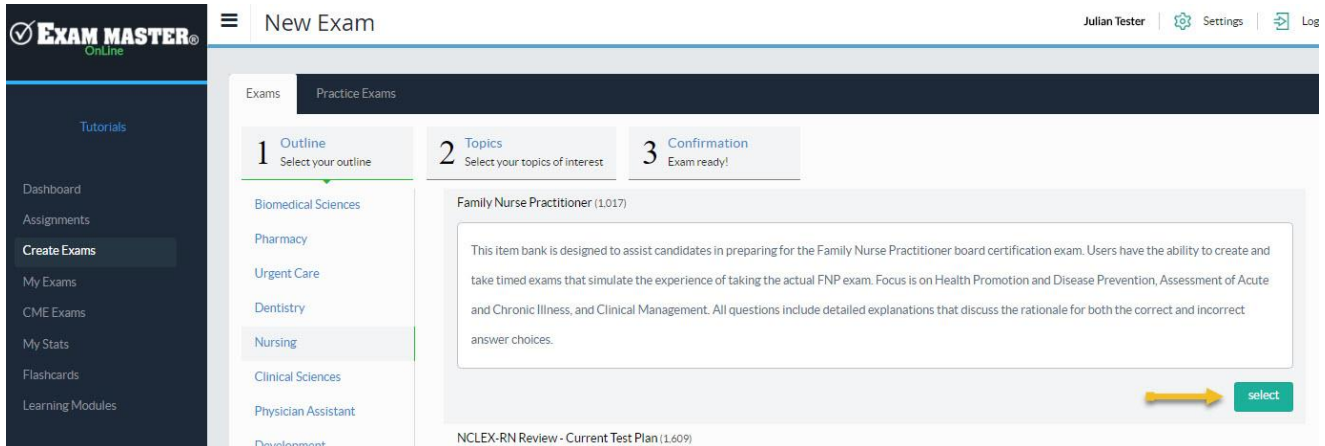 EXAM MASTER®
OnLine
New Exam
Julian Tester
Settings
Log
Tutorials
Dashboard
Assignments
Create Exams
My Exams
CME Exams
My Stats
Flashcards
Learning Modules
Exams
Practice Exams
1 Outline
Select your outline
2 Topics
Select your topics of interest
3 Confirmation
Exam ready!
Biomedical Sciences
Pharmacy
Urgent Care
Dentistry
Nursing
Clinical Sciences
Physician Assistant
Development
Family Nurse Practitioner (1,017)
This item bank is designed to assist candidates in preparing for the Family Nurse Practitioner board certification exam. Users have the ability to create and
take timed exams that simulate the experience of taking the actual FNP exam. Focus is on Health Promotion and Disease Prevention, Assessment of Acute
and Chronic Illness, and Clinical Management. All questions include detailed explanations that discuss the rationale for both the correct and incorrect
answer choices.
select
NCLEX-RN Review - Current Test Plan (1,609)